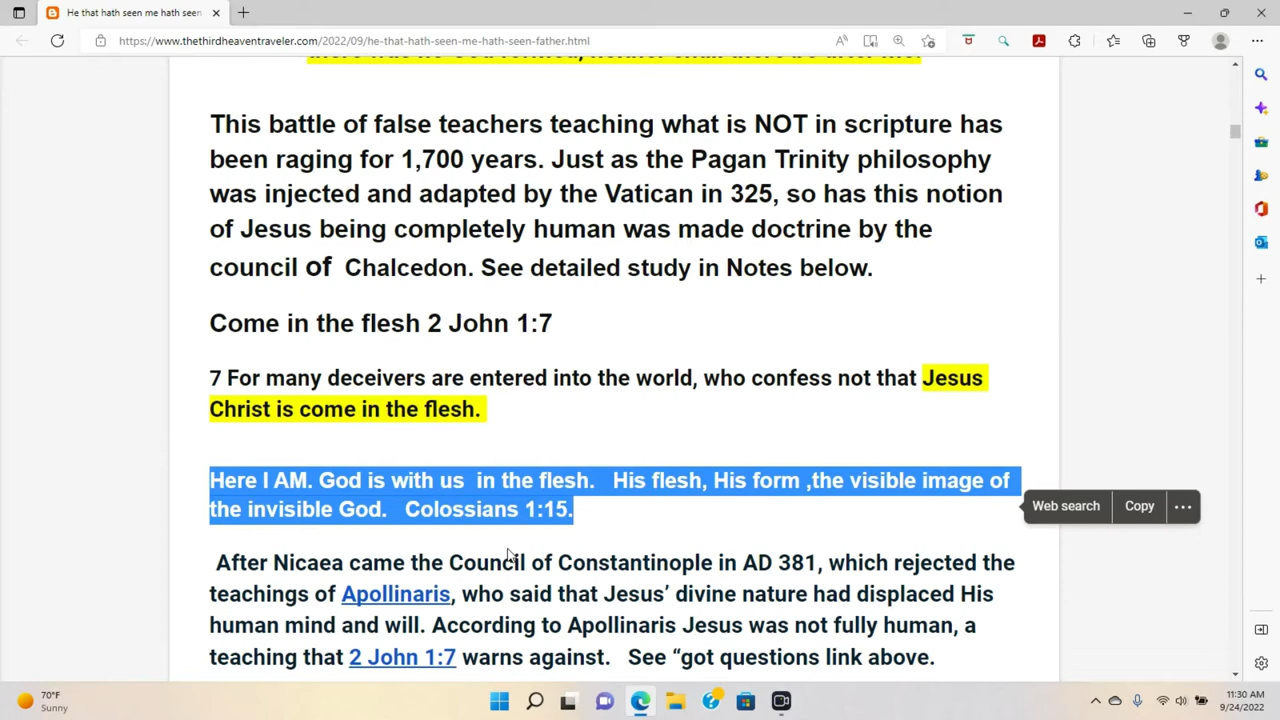 He that hath seen me hath seen
https://www.thethirdheaventraveler.com/2022/09/he-that-hath-seen-me-hath-seen-father.html
This battle of false teachers teaching what is NOT in scripture has
been raging for 1,700 years. Just as the Pagan Trinity philosophy
was injected and adapted by the Vatican in 325, so has this notion
of Jesus being completely human was made doctrine by the
council of Chalcedon. See detailed study in Notes below.
Come in the flesh 2 John 1:7
7 For many deceivers are entered into the world, who confess not that Jesus
Christ is come in the flesh.
Here I AM. God is with us in the flesh. His flesh, His form ,the visible image of
the invisible God. Colossians 1:15.
Web search Copy
After Nicaea came the Council of Constantinople in AD 381, which rejected the
teachings of Apollinaris, who said that Jesus’ divine nature had displaced His
human mind and will. According to Apollinaris Jesus was not fully human, a
teaching that 2 John 1:7 warns against. See “got questions link above.
70°F
Sunny
11:30 AM
9/24/2022